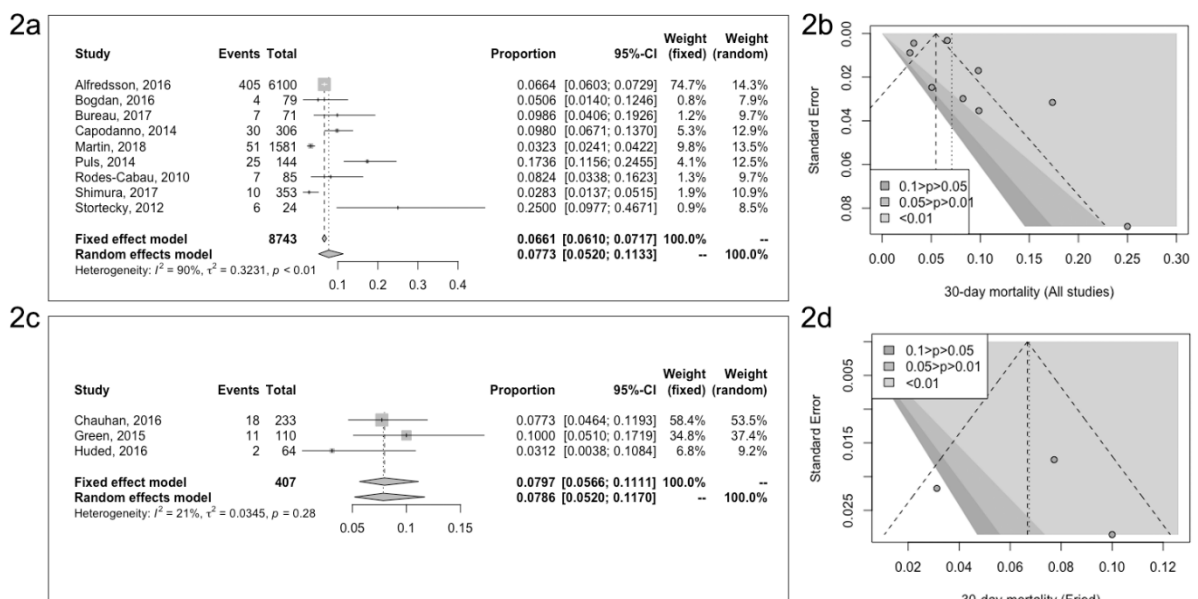 2a
Weight Weight
Study Events Total Proportion 95%-CI (fixed) (random)
Alfredsson, 2016 405 6100 0.0664 [0.0603; 0.0729] 74.7% 14.3%
Bogdan, 2016 4 79 0.0506 [0.0140; 0.1246] 0.8% 7.9%
Bureau, 2017 7 71 0.0986 [0.0406; 0.1926] 1.2% 9.7%
Capodanno, 2014 30 306 0.0980 [0.0671; 0.1370] 5.3% 12.9%
Martin, 2018 51 1581 0.0323 [0.0241; 0.0422] 9.8% 13.5%
Puls, 2014 25 144 0.1736 [0.1156; 0.2455] 4.1% 12.5%
Rodes-Cabau, 2010 7 85 0.0824 [0.0338; 0.1623] 1.3% 9.7%
Shimura, 2017 10 353 0.0283 [0.0137; 0.0515] 1.9% 10.9%
Stortecky, 2012 6 24 0.2500 [0.0977; 0.4671] 0.9% 8.5%
Fixed effect model 8743 0.0661 [0.0610; 0.0717] 100.0% --
Random effects model 0.0773 [0.0520; 0.1133] -- 100.0%
Heterogeneity: I² = 90%, τ² = 0.3231, p < 0.01
0.1 0.2 0.3 0.4
2b
Standard Error
0.00
0.02
0.04
0.06
0.08
0.1>p>0.05
0.05>p>0.01
<0.01
0.00 0.05 0.10 0.15 0.20 0.25 0.30
30-day mortality (All studies)
2c
Weight Weight
Study Events Total Proportion 95%-CI (fixed) (random)
Chauhan, 2016 18 233 0.0773 [0.0464; 0.1193] 58.4% 53.5%
Green, 2015 11 110 0.1000 [0.0510; 0.1719] 34.8% 37.4%
Huded, 2016 2 64 0.0312 [0.0038; 0.1084] 6.8% 9.2%
Fixed effect model 407 0.0797 [0.0566; 0.1111] 100.0% --
Random effects model 0.0786 [0.0520; 0.1170] -- 100.0%
Heterogeneity: I² = 21%, τ² = 0.0345, p = 0.28
0.05 0.1 0.15
2d
Standard Error
0.005
0.015
0.025
0.1>p>0.05
0.05>p>0.01
<0.01
0.02 0.04 0.06 0.08 0.10 0.12
30-day mortality (Fried)